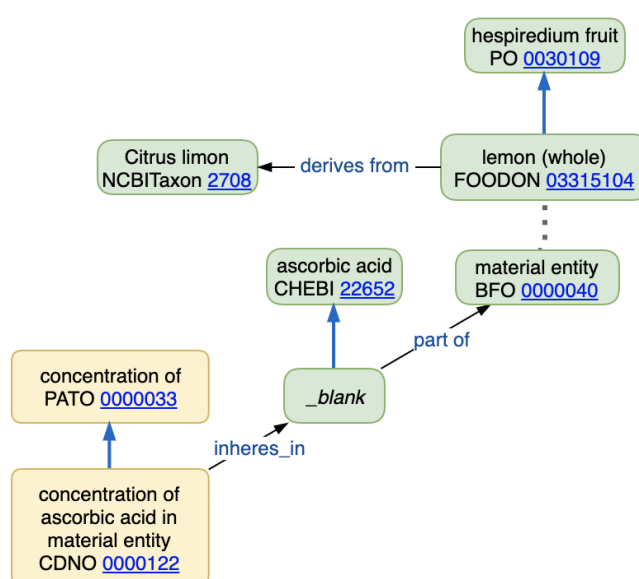 hespiredium fruit
PO 0030109
Citrus limon
NCBITaxon 2708
derives from
lemon (whole)
FOODON 03315104
ascorbic acid
CHEBI 22652
material entity
BFO 0000040
part of
concentration of
PATO 0000033
_blank
inheres_in
concentration of
ascorbic acid in
material entity
CDNO 0000122